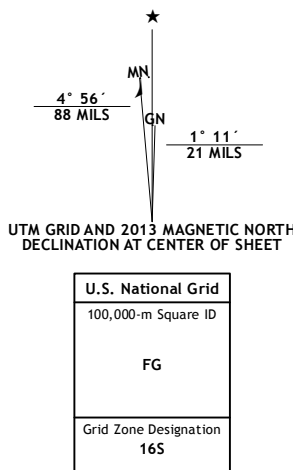 ★
MN
GN
4° 56´
88 MILS
1° 11´
21 MILS
UTM GRID AND 2013 MAGNETIC NORTH
DECLINATION AT CENTER OF SHEET
U.S. National Grid
100,000-m Square ID
FG
Grid Zone Designation
16S